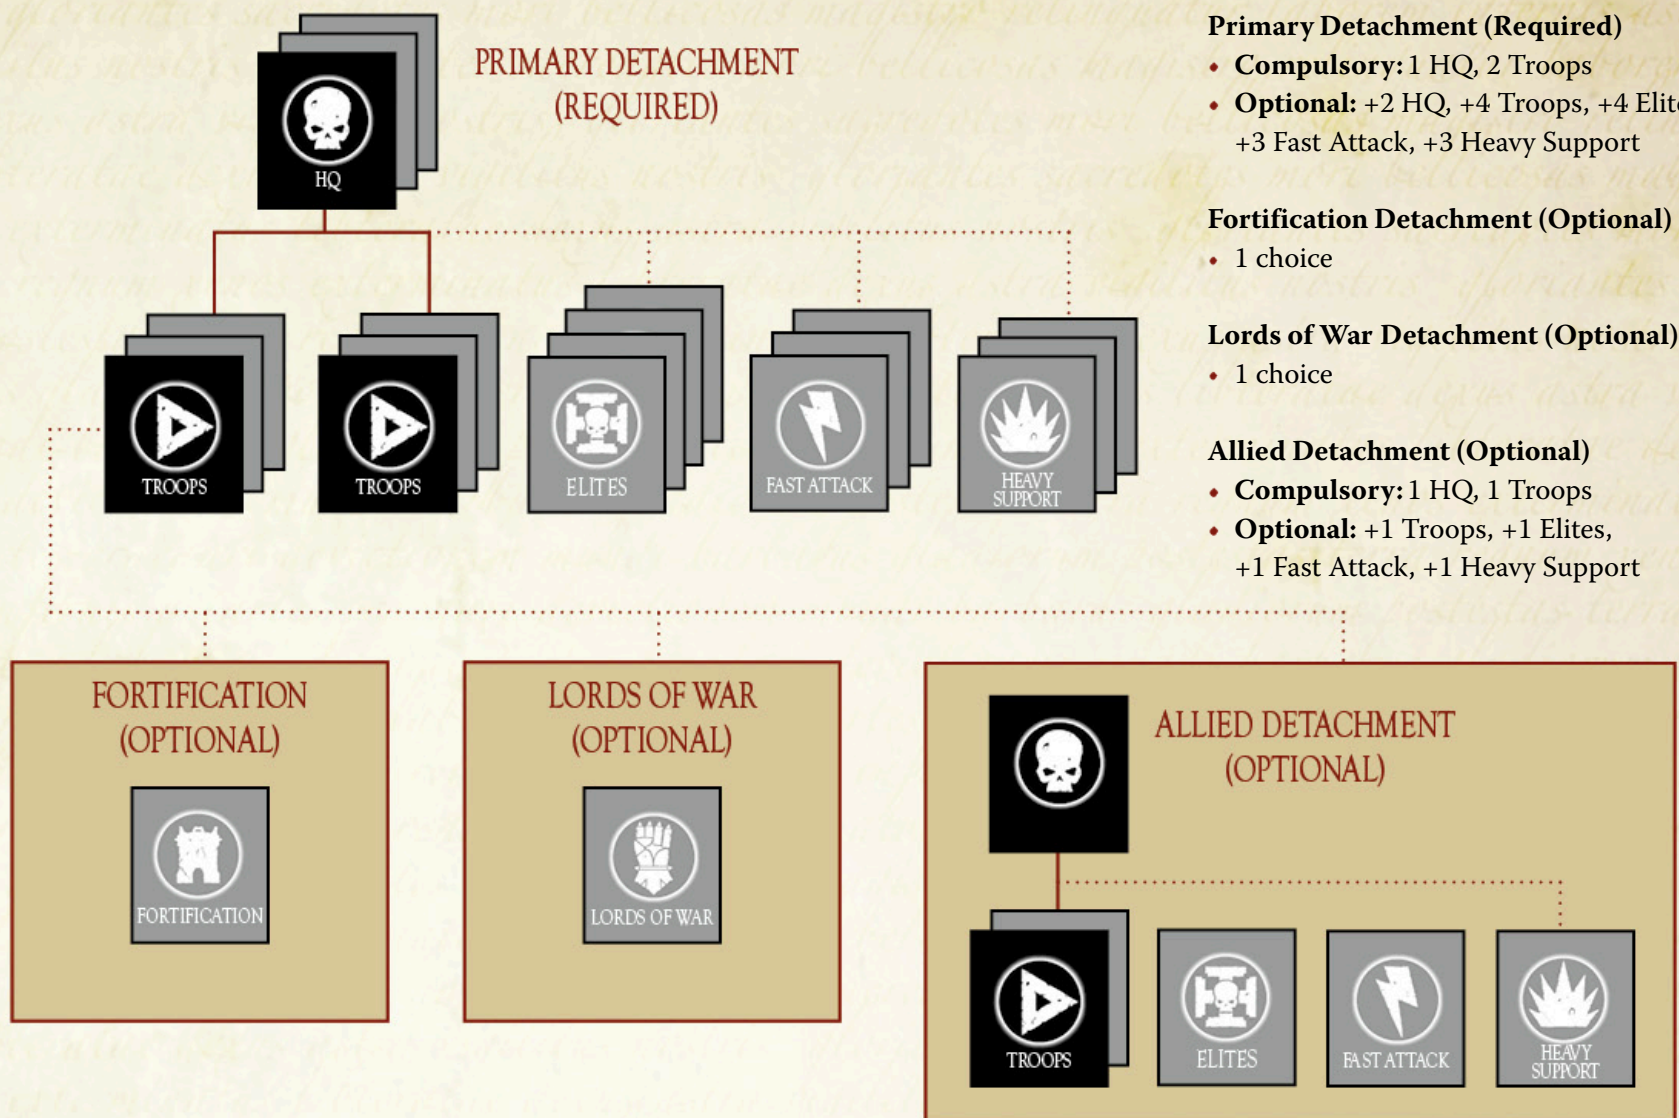 PRIMARY DETACHMENT
(REQUIRED)
HQ
TROOPS
TROOPS
ELITES
FAST ATTACK
HEAVY
SUPPORT
Primary Detachment (Required)
• Compulsory: 1 HQ, 2 Troops
• Optional: +2 HQ, +4 Troops, +4
+3 Fast Attack, +3 Heavy Support
Fortification Detachment (Optional)
• 1 choice
Lords of War Detachment (Optional)
• 1 choice
Allied Detachment (Optional)
• Compulsory: 1 HQ, 1 Troops
• Optional: +1 Troops, +1 Elites,
+1 Fast Attack, +1 Heavy Support
FORTIFICATION
(OPTIONAL)
FORTIFICATION
LORDS OF WAR
(OPTIONAL)
LORDS OF WAR
ALLIED DETACHMENT
(OPTIONAL)
TROOPS
ELITES
FAST ATTACK
HEAVY
SUPPORT